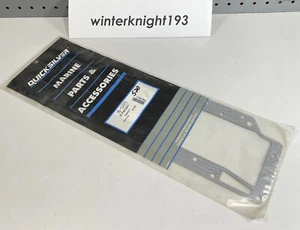 winterknight193
QUICKSILVER
MARINE
PARTS &
ACCESSORIES